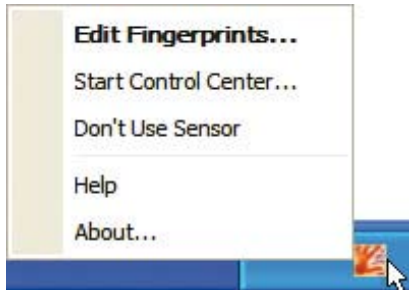 Edit Fingerprints...
Start Control Center...
Don't Use Sensor
Help
About...